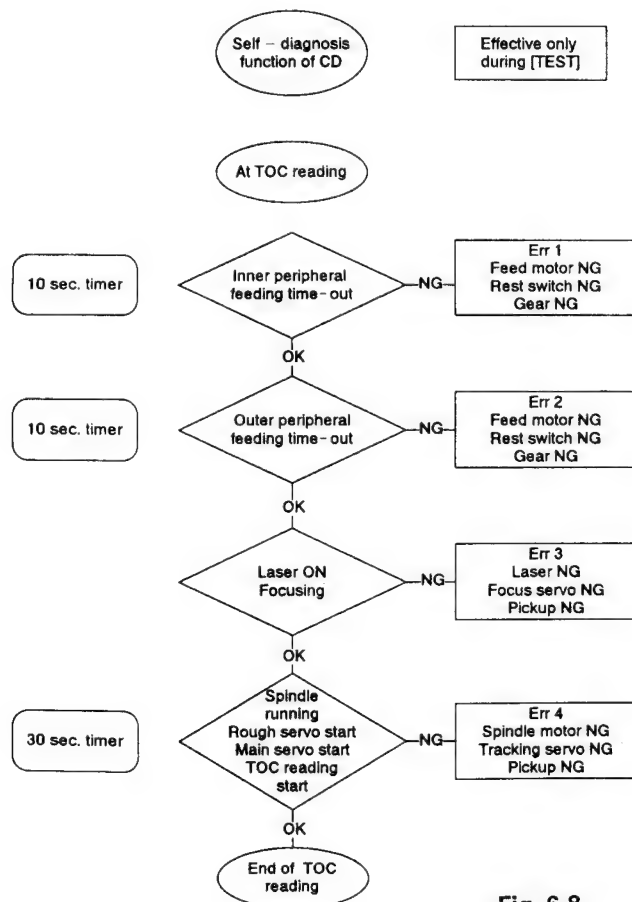 Self – diagnosis
function of CD
Effective only
during [TEST]
At TOC reading
10 sec. timer
Inner peripheral
feeding time–out
NG
Err 1
Feed motor NG
Rest switch NG
Gear NG
OK
10 sec. timer
Outer peripheral
feeding time–out
NG
Err 2
Feed motor NG
Rest switch NG
Gear NG
OK
Laser ON
Focusing
NG
Err 3
Laser NG
Focus servo NG
Pickup NG
OK
30 sec. timer
Spindle
running
Rough servo start
Main servo start
TOC reading
start
NG
Err 4
Spindle motor NG
Tracking servo NG
Pickup NG
OK
End of TOC
reading
Fig. 6-8